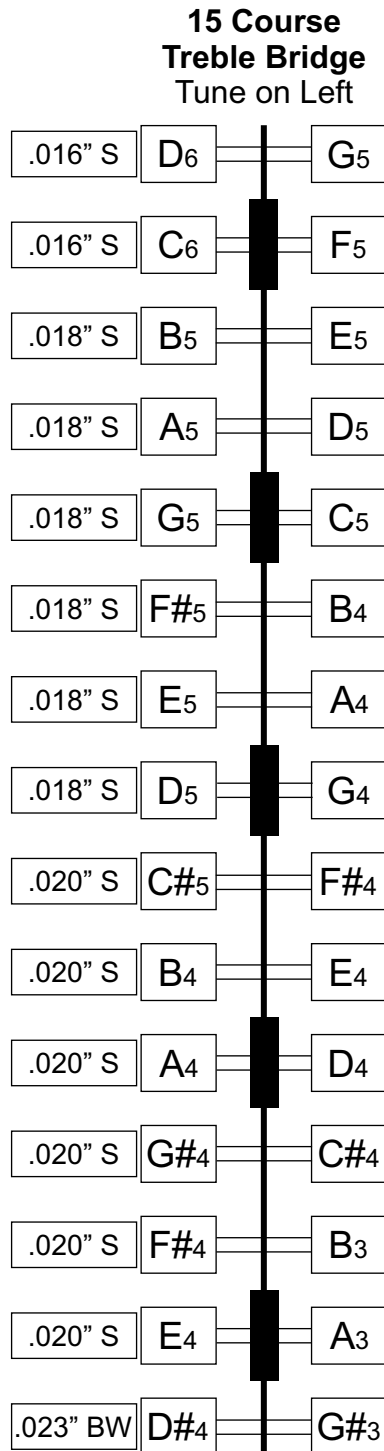 15 Course
Treble Bridge
Tune on Left
.016” S D6 G5
.016” S C6 F5
.018” S B5 E5
.018” S A5 D5
.018” S G5 C5
.018” S F#5 B4
.018” S E5 A4
.018” S D5 G4
.020” S C#5 F#4
.020” S B4 E4
.020” S A4 D4
.020” S G#4 C#4
.020” S F#4 B3
.020” S E4 A3
.023” BW D#4 G#3